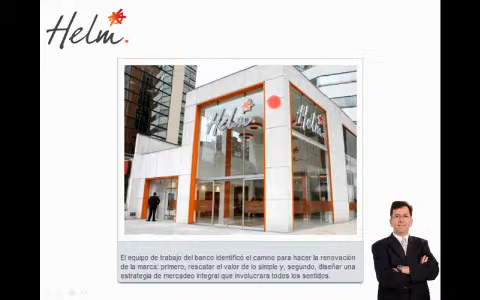 Helm
Helm
Helm
El equipo de trabajo del banco identificó el camino para hacer la renovación
de la marca: primero, rescatar el valor de lo simple y, segundo, diseñar una
estrategia de mercadeo integral que involucrara todos los sentidos.